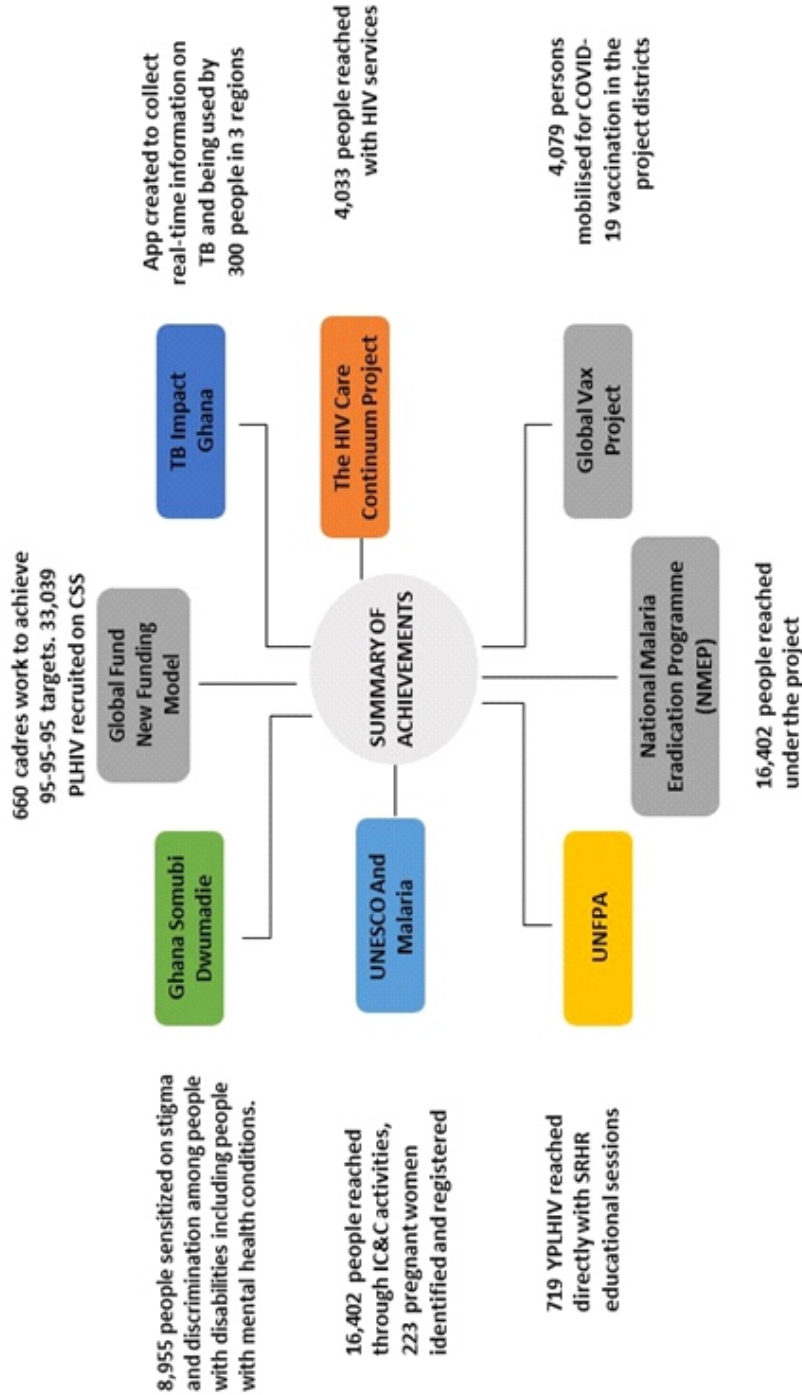 660 cadres work to achieve
95-95-95 targets. 33,039
PLHIV recruited on CSS
8,955 people sensitized on stigma
and discrimination among people
with disabilities including people
with mental health conditions.
Ghana Somubi
Dwumadie
Global Fund
New Funding
Model
TB Impact
Ghana
App created to collect
real-time information on
TB and being used by
300 people in 3 regions
16,402 people reached
through IC&C activities,
223 pregnant women
identified and registered
UNESCO And
Malaria
SUMMARY OF
ACHIEVEMENTS
The HIV Care
Continuum Project
4,033 people reached
with HIV services
719 YPLHIV reached
directly with SRHR
educational sessions
UNFPA
National Malaria
Eradication Programme
(NMEP)
Global Vax
Project
4,079 persons
mobilised for COVID-
19 vaccination in the
project districts
16,402 people reached
under the project